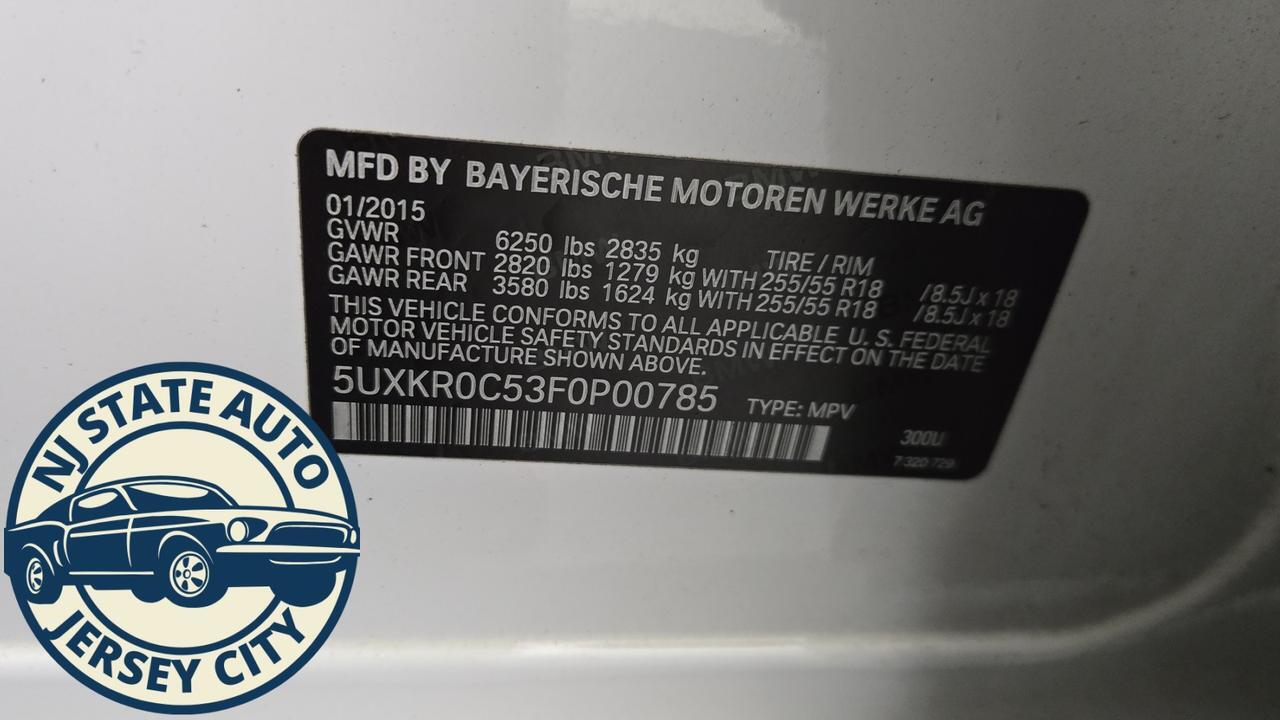 MFD BY BAYERISCHE MOTOREN WERKE AG
01/2015
GVWR 6250 lbs 2835 kg TIRE / RIM
GAWR FRONT 2820 lbs 1279 kg WITH 255/55 R18 /8.5J x 18
GAWR REAR 3580 lbs 1624 kg WITH 255/55 R18 /8.5J x 18
THIS VEHICLE CONFORMS TO ALL APPLICABLE U. S. FEDERAL
MOTOR VEHICLE SAFETY STANDARDS IN EFFECT ON THE DATE
OF MANUFACTURE SHOWN ABOVE.
5UXKR0C53F0P00785 TYPE: MPV
300U
7 320 729
NJ STATE AUTO
JERSEY CITY